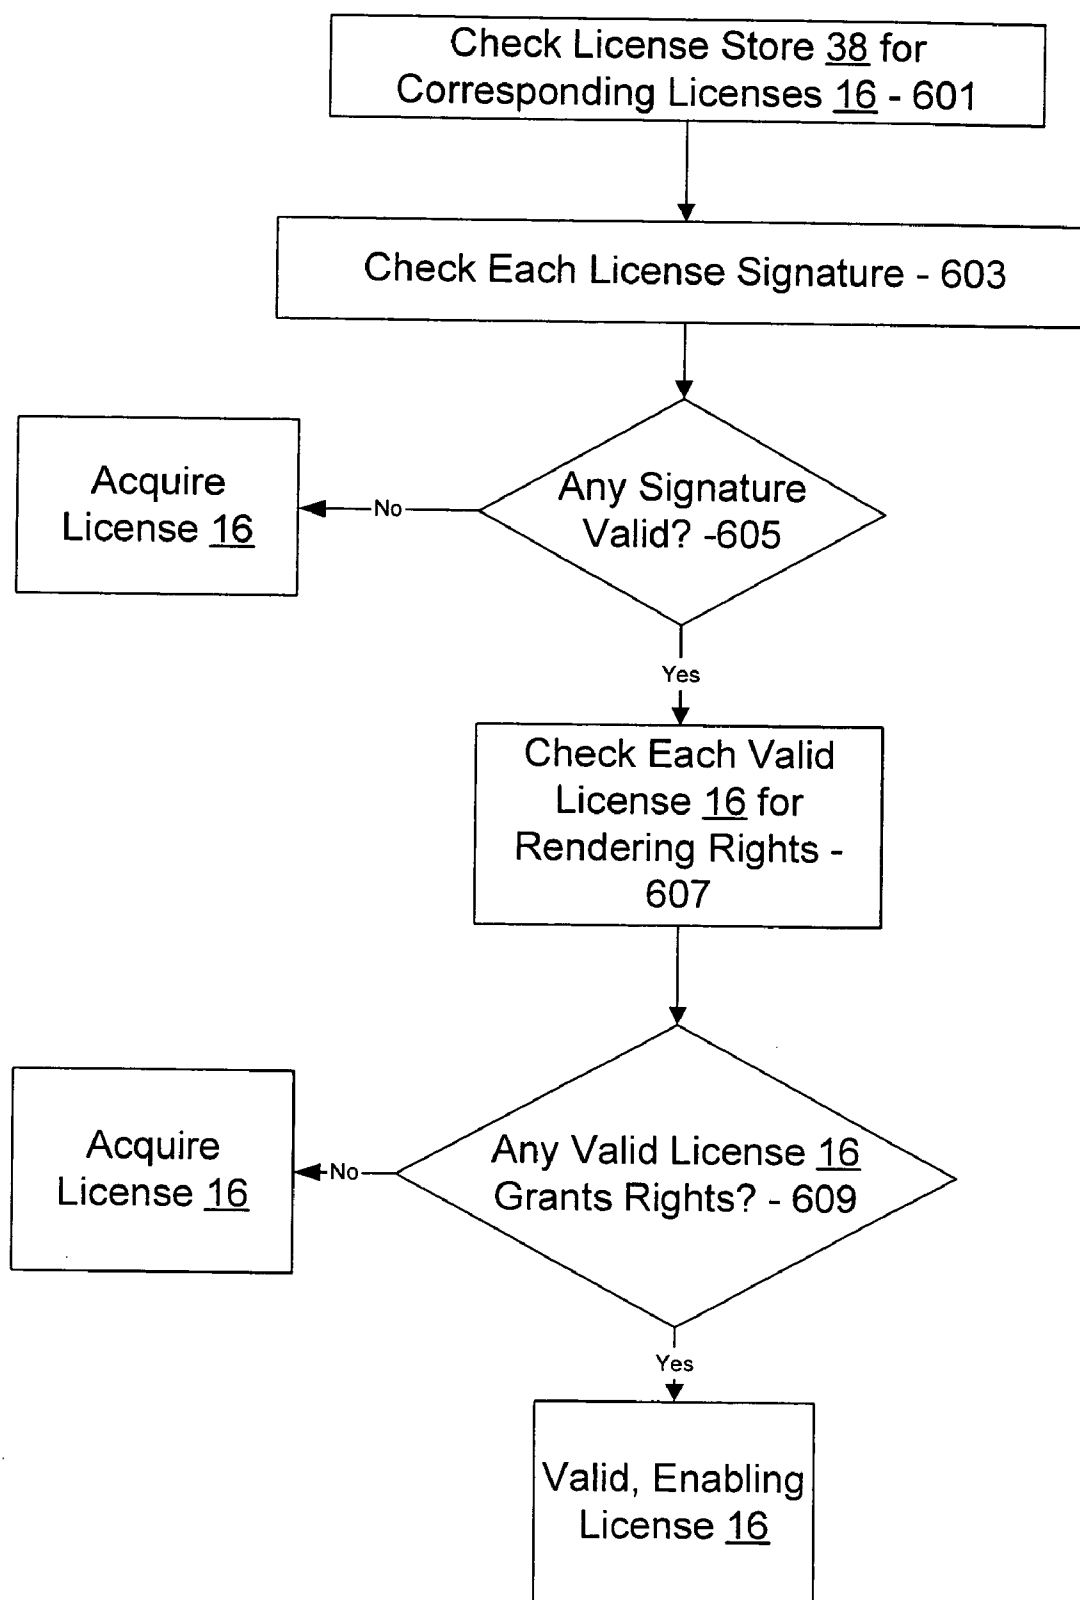 Check License Store 38 for
Corresponding Licenses 16 - 601
Check Each License Signature - 603
Any Signature
Valid? -605
No
Acquire
License 16
Yes
Check Each Valid
License 16 for
Rendering Rights -
607
Any Valid License 16
Grants Rights? - 609
No
Acquire
License 16
Yes
Valid, Enabling
License 16